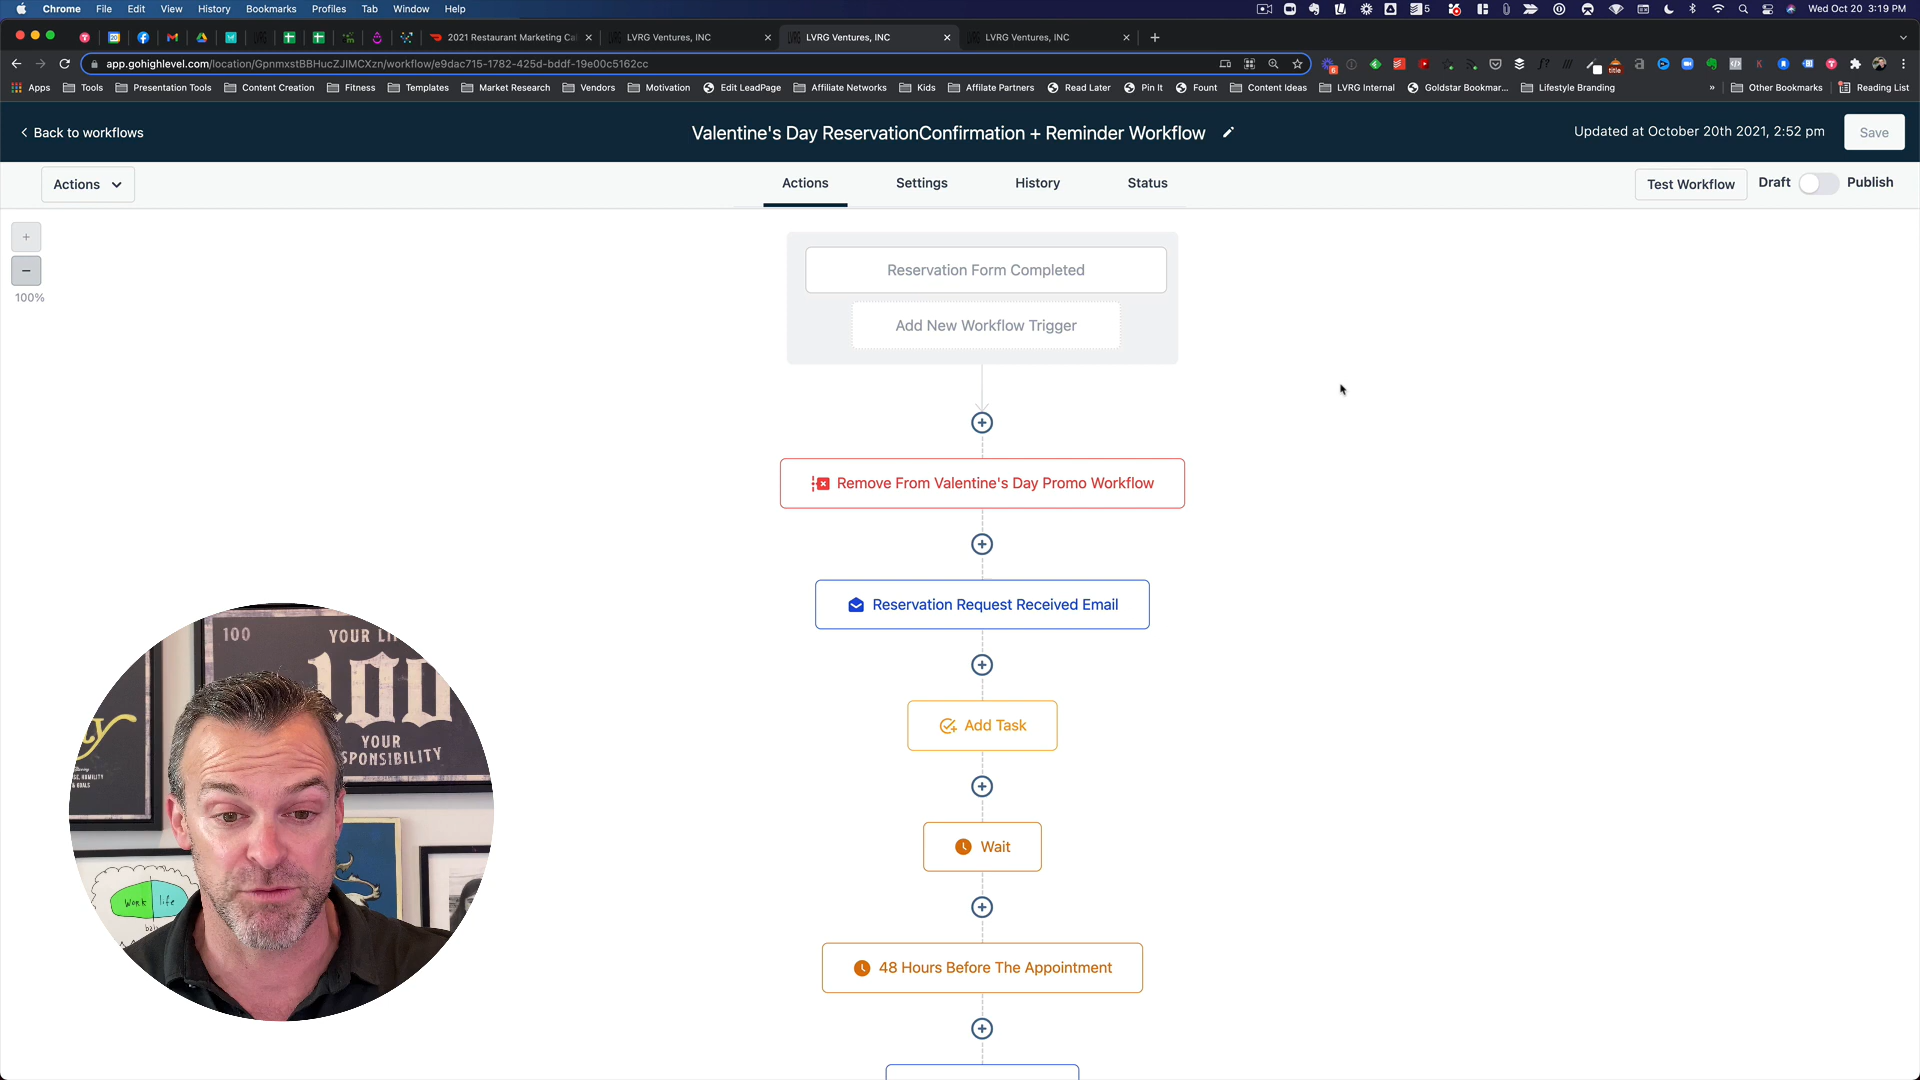 Chrome File Edit View History Bookmarks Profiles Tab Window Help
5
Wed Oct 20 3:19 PM
2021 Restaurant Marketing Ca
LVRG Ventures, INC
LVRG Ventures, INC
LVRG Ventures, INC
app.gohighlevel.com/location/GpnmxstBBHucZJIMCXzn/workflow/e9dac715-1782-425d-bddf-19e00c5162cc
Apps Tools Presentation Tools Content Creation Fitness Templates Market Research Vendors Motivation Edit LeadPage Affiliate Networks Kids Affilate Partners Read Later Pin It Fount Content Ideas LVRG Internal Goldstar Bookmar... Lifestyle Branding » Other Bookmarks Reading List
Back to workflows
Valentine's Day ReservationConfirmation + Reminder Workflow
Updated at October 20th 2021, 2:52 pm
Save
Actions
Actions Settings History Status
Test Workflow
Draft Publish
100%
Reservation Form Completed
Add New Workflow Trigger
Remove From Valentine's Day Promo Workflow
Reservation Request Received Email
Add Task
Wait
48 Hours Before The Appointment
100
YOUR
100
YOUR
Work life